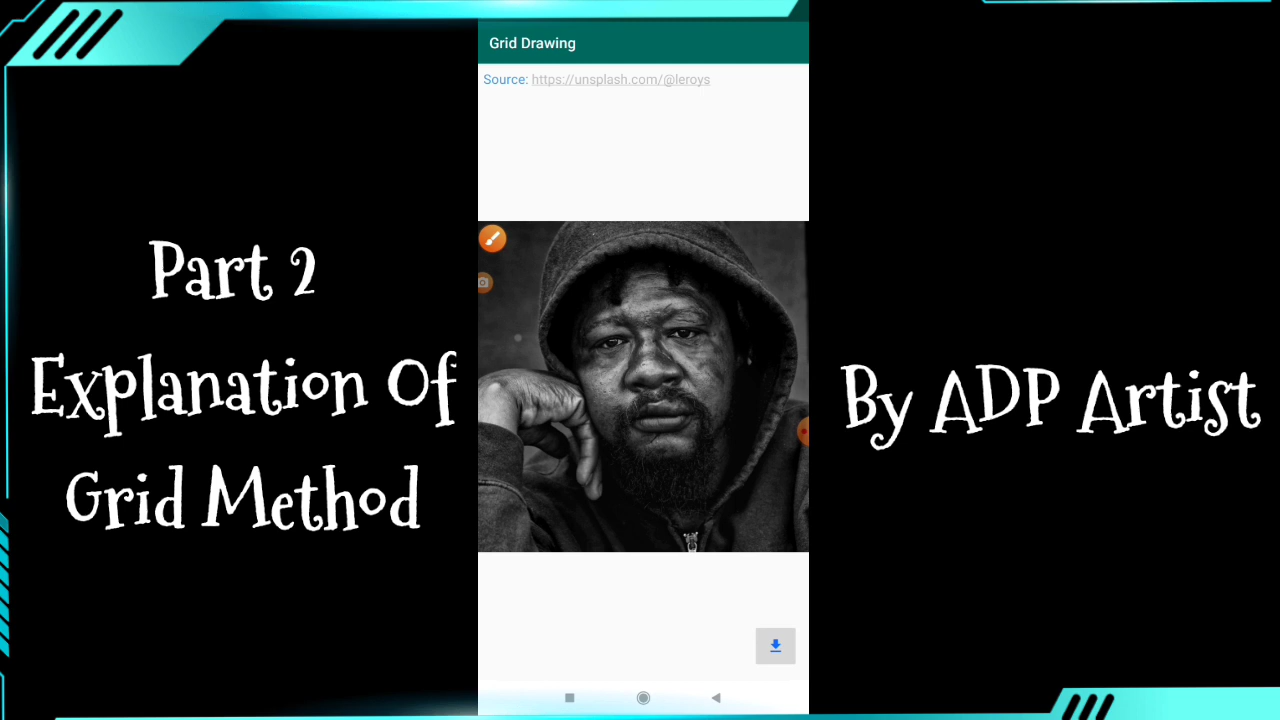 Part 2
Explanation Of
Grid Method
Grid Drawing
Source: https://unsplash.com/@leroys
By ADP Artist